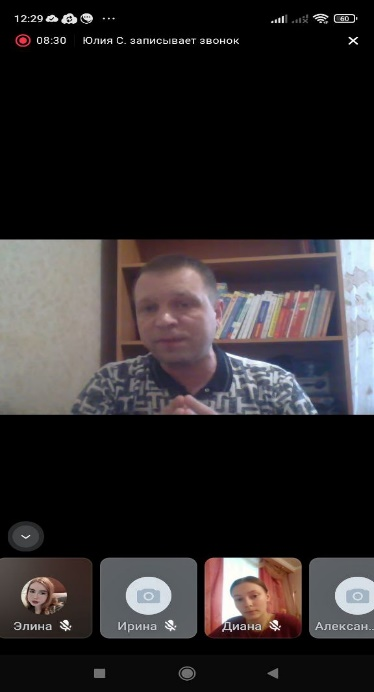 12:29 ... 60
08:30 Юлия С. записывает звонок
Элина
Ирина
Диана
Алексан...